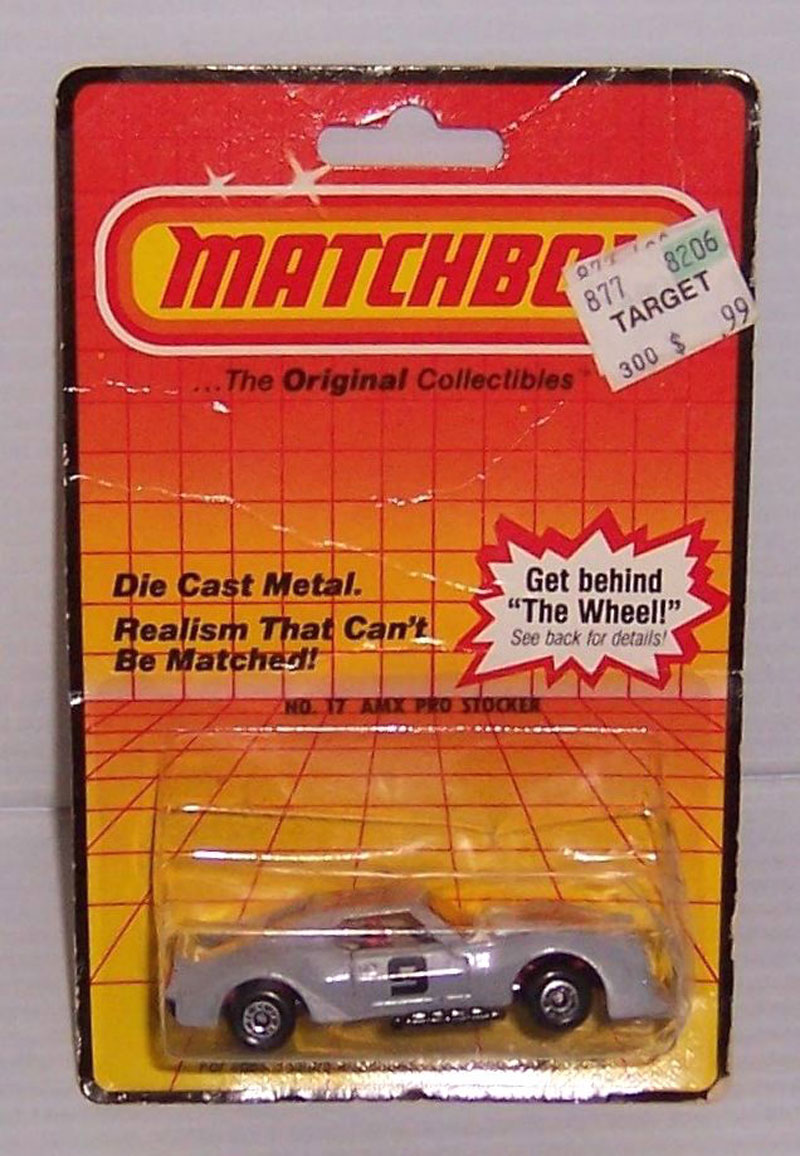 MATCHBO
8206
877
TARGET
300 $ .99
...The Original Collectibles™
Die Cast Metal.
Realism That Can't
Be Matched!
Get behind
"The Wheel!"
See back for details!
NO. 17 AMX PRO STOCKER
9